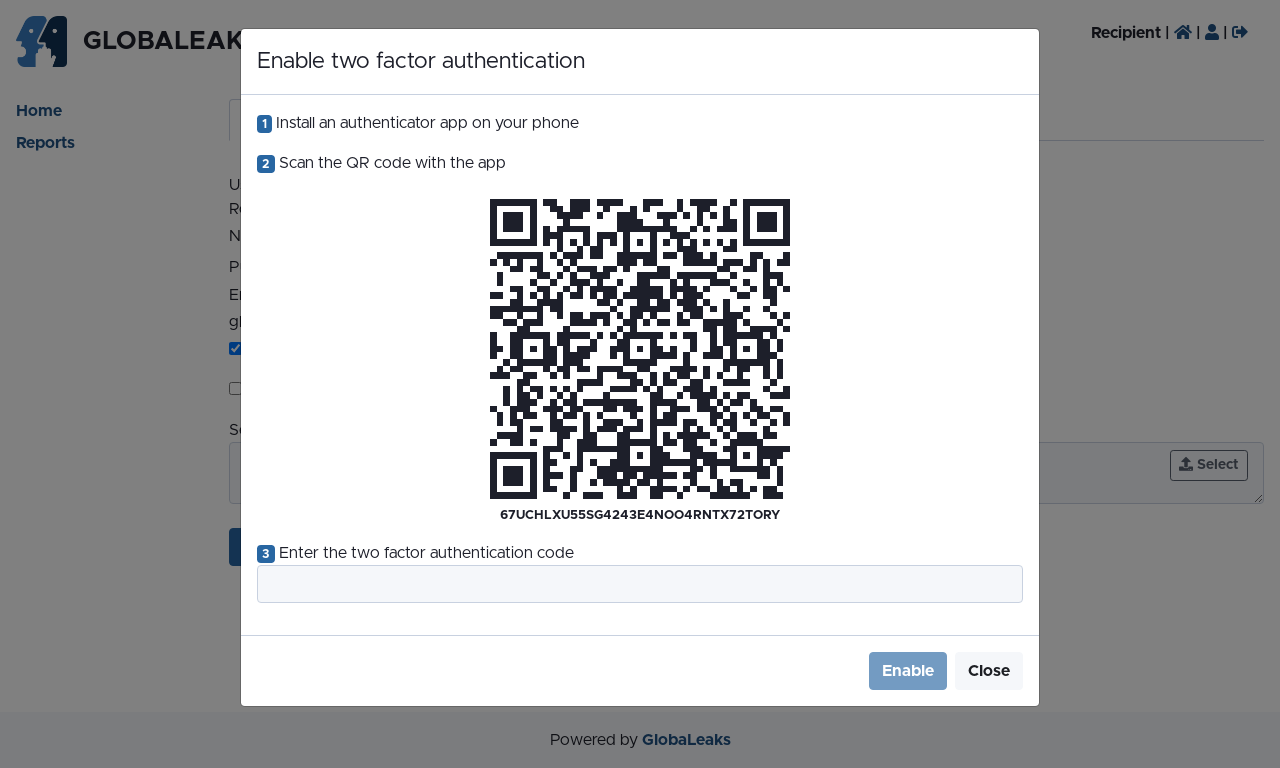 GLOBALEAK
Recipient | | |
Enable two factor authentication
Home
Reports
1 Install an authenticator app on your phone
2 Scan the QR code with the app
67UCHLXU55SG4243E4NOO4RNTX72TORY
Select
3 Enter the two factor authentication code
Enable Close
Powered by GlobaLeaks